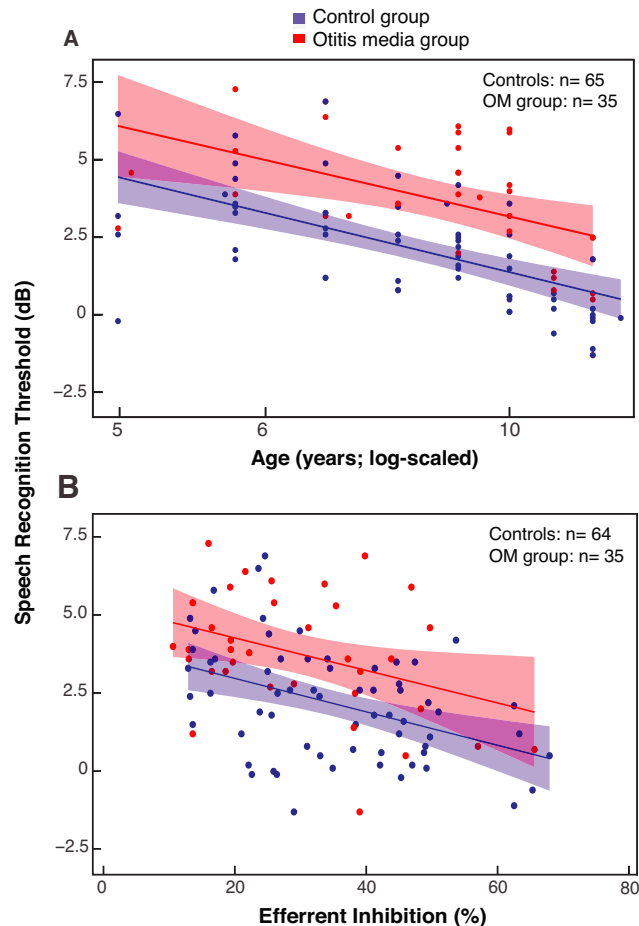 Control group
Otitis media group
A
Controls: n= 65
OM group: n= 35
7.5
5.0
2.5
0
−2.5
5
6
10
Age (years; log-scaled)
Speech Recognition Threshold (dB)
B
Controls: n= 64
OM group: n= 35
7.5
5.0
2.5
0
−2.5
0
20
40
60
80
Efferrent Inhibition (%)